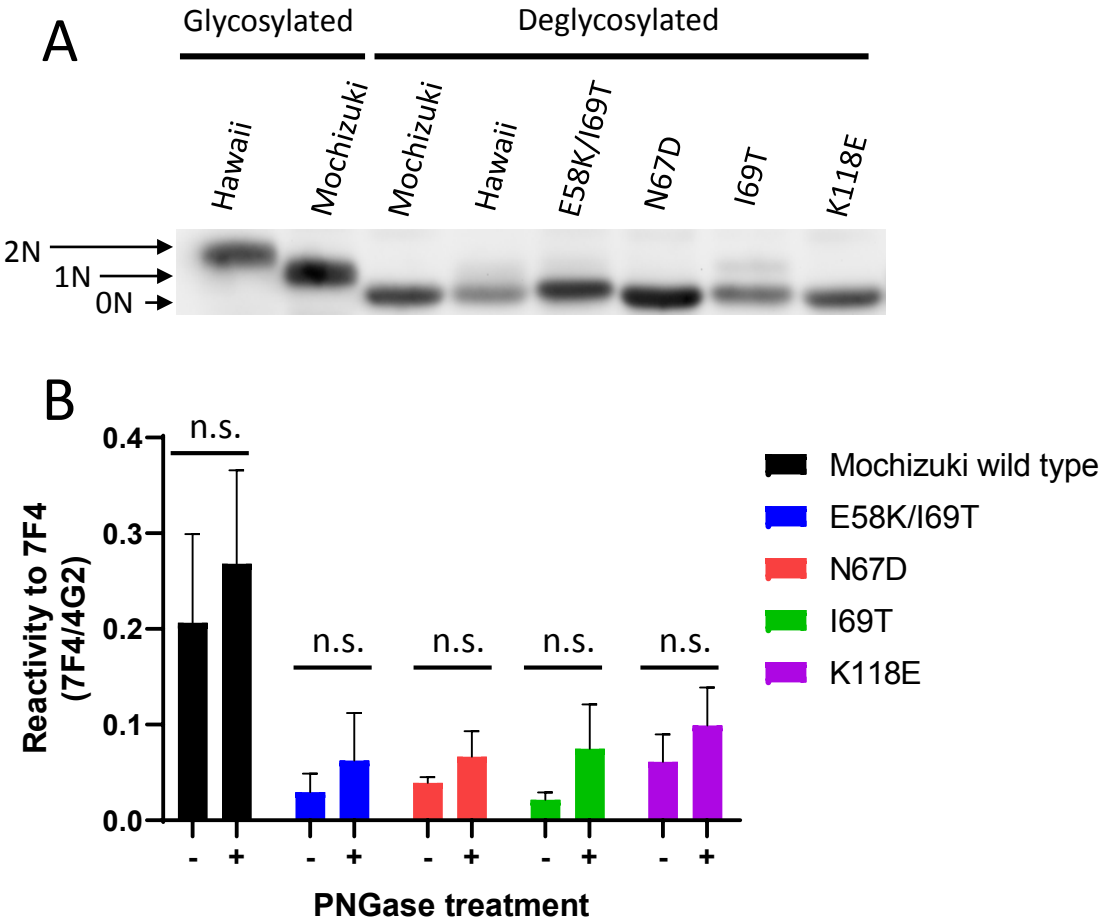 A
Glycosylated
Deglycosylated
Hawaii
Mochizuki
Mochizuki
Hawaii
E58K/I69T
N67D
I69T
K118E
2N
1N
0N
B
Reactivity to 7F4
(7F4/4G2)
0.4
0.3
0.2
0.1
0.0
n.s.
n.s.
n.s.
n.s.
n.s.
- + - + - + - + - +
PNGase treatment
Mochizuki wild type
E58K/I69T
N67D
I69T
K118E